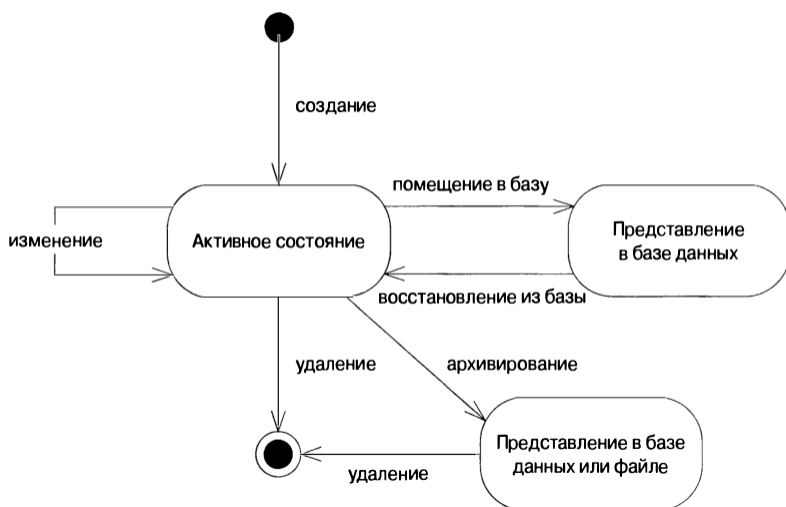 создание
помещение в базу
изменение
Активное состояние
Представление
в базе данных
восстановление из базы
удаление
архивирование
Представление в базе
данных или файле
удаление